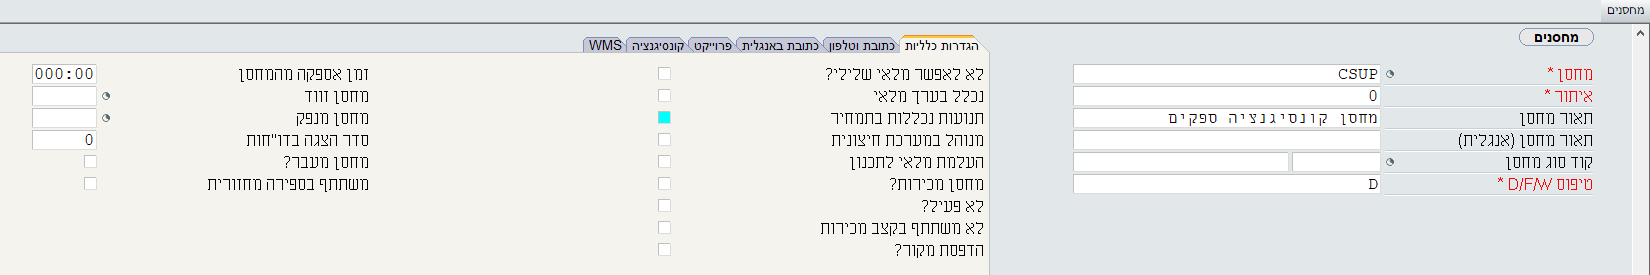 מחסנים
מחסנים
מחסן * CSUP
איתור * 0
תאור מחסן מחסן קונסיגנציה ספקים
תאור מחסן (אנגלית)
קוד סוג מחסן
טיפוס D/F/W * D
הגדרות כלליות כתובת וטלפון כתובת באנגלית פרוייקט קונסיגנציה WMS
לא לאפשר מלאי שלילי? זמן אספקה מהמחסן 000:00
נכלל בערך מלאי מחסן זווד
תנועות נכללות בתמחיר מחסן מנפק
מנוהל במערכת חיצונית סדר הצגה בדו"חות 0
העלמת מלאי לתכנון מחסן מעבר?
מחסן מכירות? משתתף בספירה מחזורית
לא פעיל?
לא משתתף בקצב מכירות
הדפסת מקור?